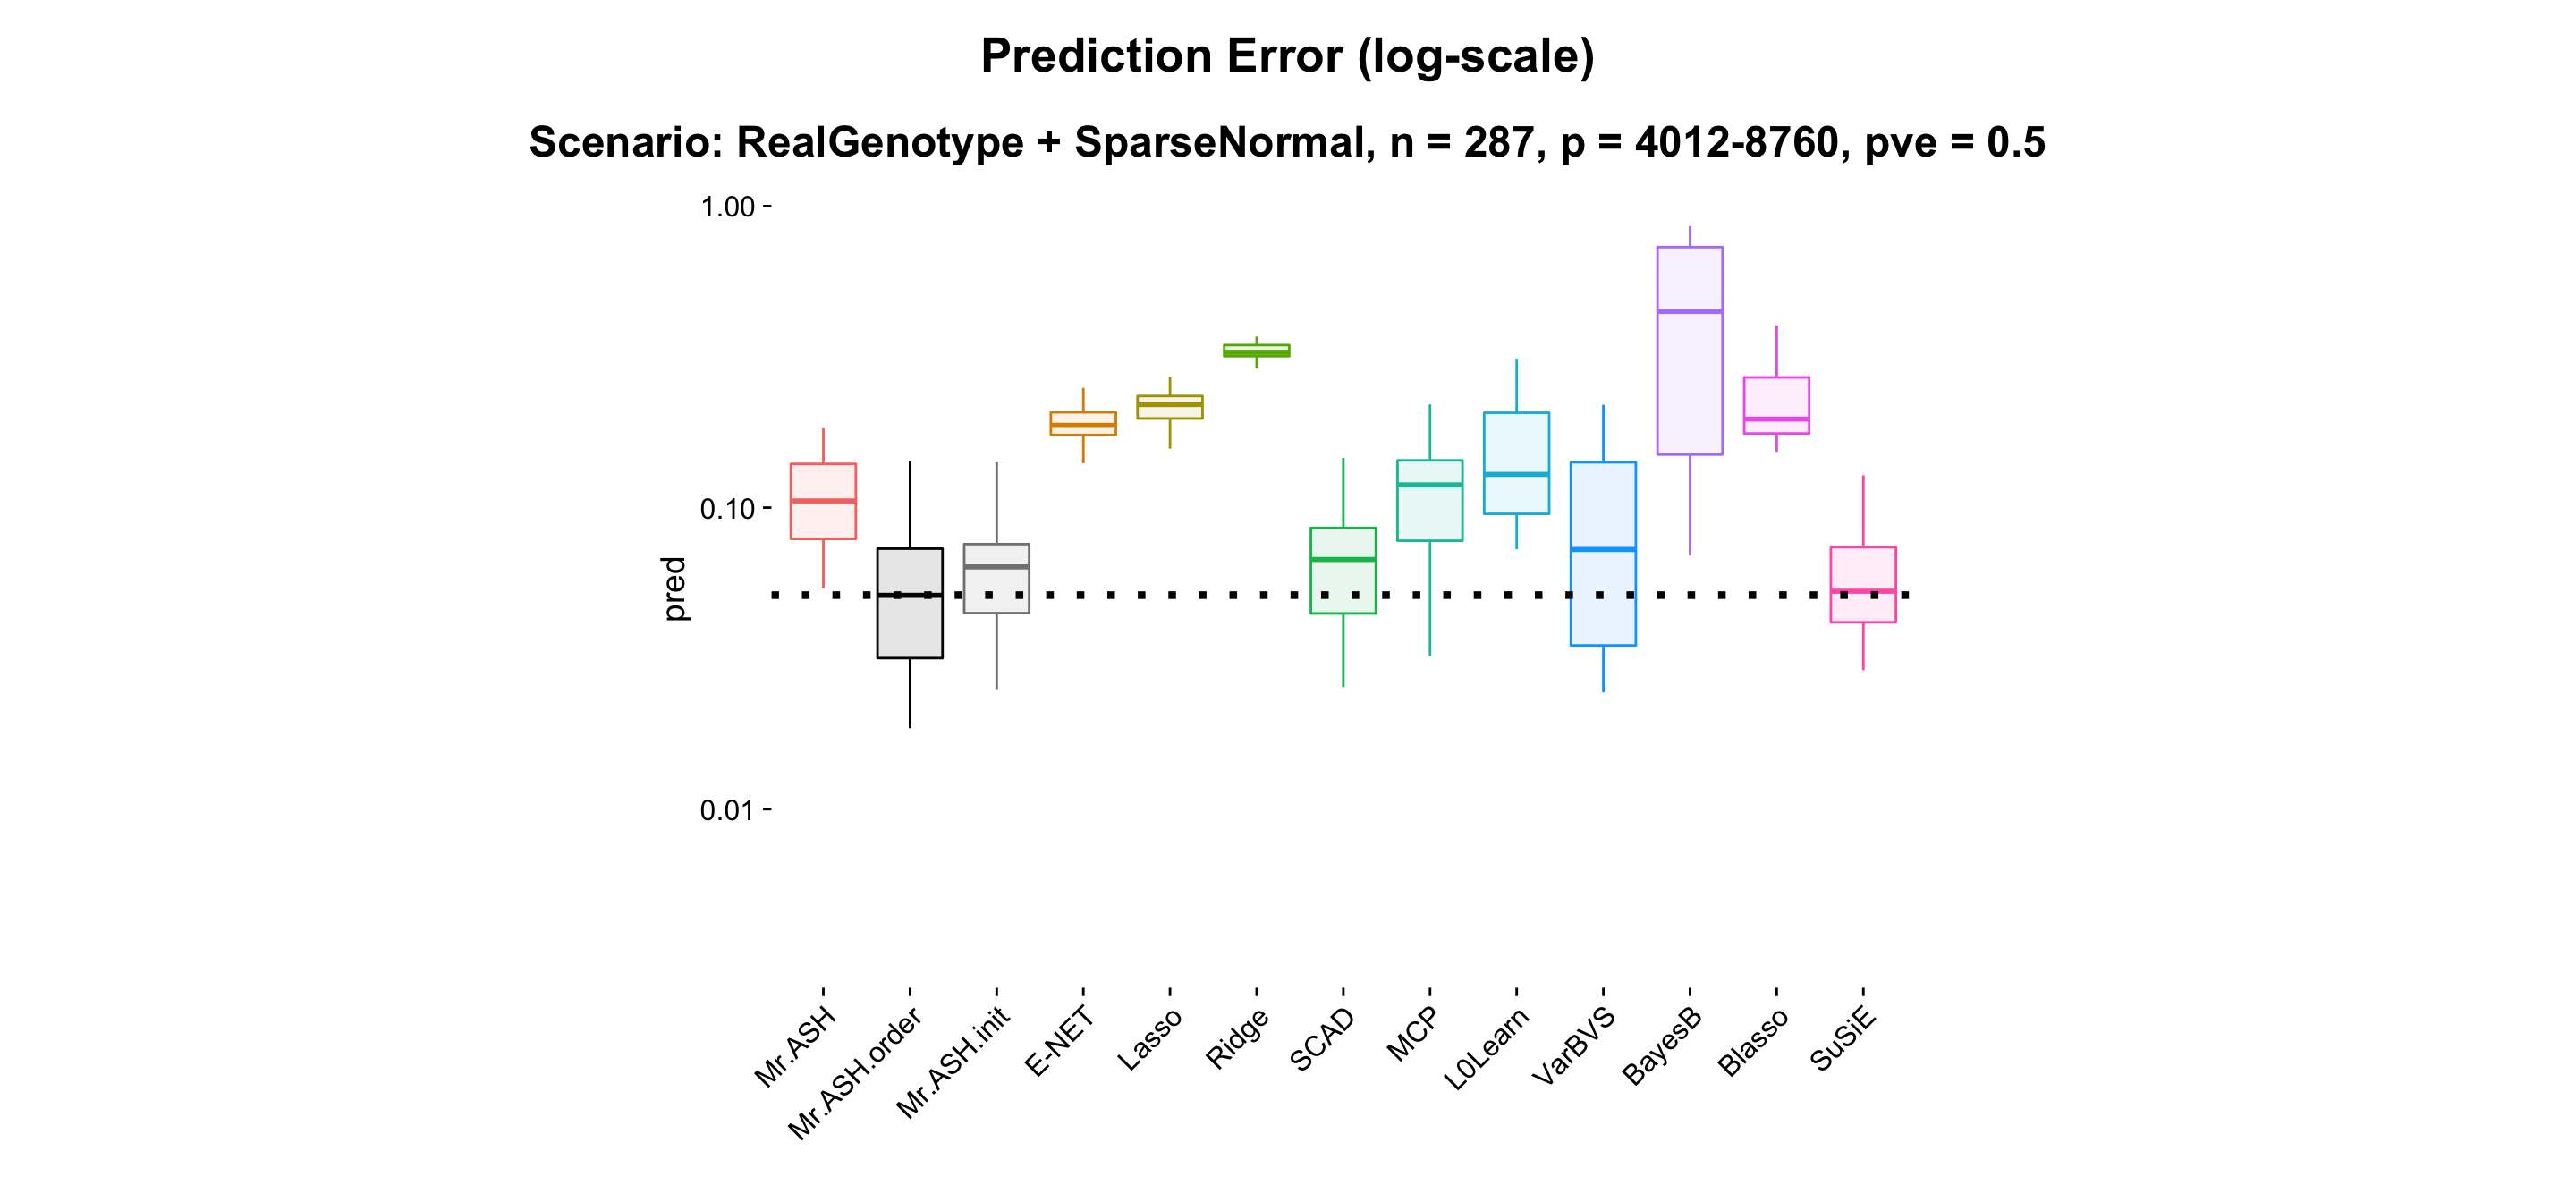 Prediction Error (log-scale)
Scenario: RealGenotype + SparseNormal, n = 287, p = 4012-8760, pve = 0.5
1.00
0.10
0.01
pred
Mr.ASH
Mr.ASH.order
Mr.ASH.init
E-NET
Lasso
Ridge
SCAD
MCP
L0Learn
VarBVS
BayesB
Blasso
SuSiE